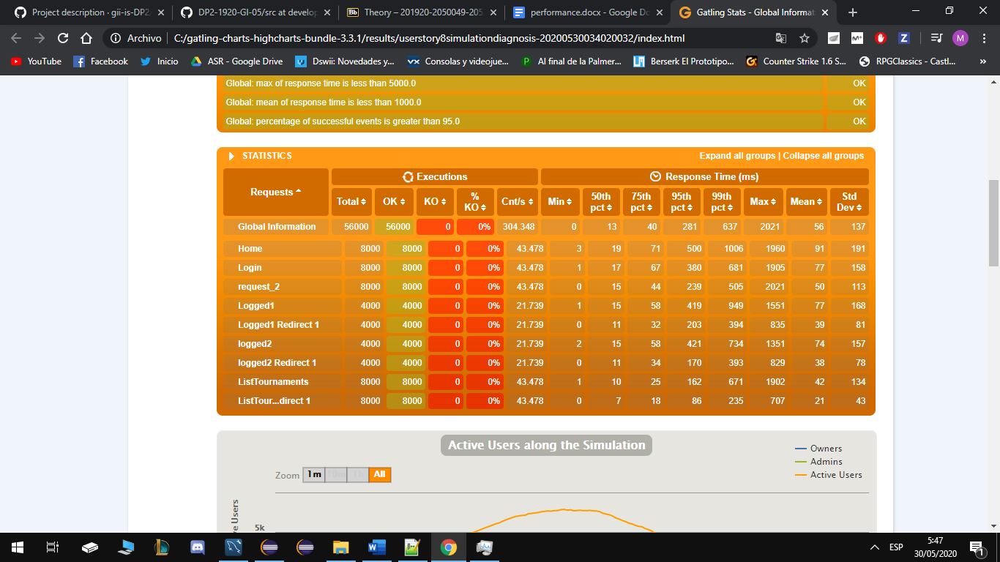 Project description · gii-is-DP2
DP2-1920-GI-05/src at develop
Theory – 201920-2050049-205
performance.docx - Google Do
Gatling Stats - Global Informat
Archivo C:/gatling-charts-highcharts-bundle-3.3.1/results/userstory8simulationdiagnosis-20200530034020032/index.html
YouTube Facebook Inicio ASR - Google Drive Dswii: Novedades y... Consolas y videojue... Al final de la Palmer... Berserk El Prototipo... Counter Strike 1.6 S... RPGClassics - Castl... »
Global: max of response time is less than 5000.0 OK
Global: mean of response time is less than 1000.0 OK
Global: percentage of successful events is greater than 95.0 OK
STATISTICS Expand all groups | Collapse all groups
Requests Executions Response Time (ms)
Total OK KO % KO Cnt/s Min 50th pct 75th pct 95th pct 99th pct Max Mean Std Dev
Global Information 56000 56000 0 0% 304.348 0 13 40 281 637 2021 56 137
Home 8000 8000 0 0% 43.478 3 19 71 500 1006 1960 91 191
Login 8000 8000 0 0% 43.478 1 17 67 380 681 1905 77 158
request_2 8000 8000 0 0% 43.478 0 15 44 239 505 2021 50 113
Logged1 4000 4000 0 0% 21.739 1 15 58 419 949 1551 77 168
Logged1 Redirect 1 4000 4000 0 0% 21.739 0 11 32 203 394 835 39 81
logged2 4000 4000 0 0% 21.739 2 15 58 421 734 1351 74 157
logged2 Redirect 1 4000 4000 0 0% 21.739 0 11 34 170 393 829 38 78
ListTournaments 8000 8000 0 0% 43.478 1 10 25 162 671 1902 42 134
ListTour...direct 1 8000 8000 0 0% 43.478 0 7 18 86 235 707 21 43
Active Users along the Simulation
Owners
Admins
Active Users
Zoom 1m 10m 1h All
ve Users
5k
ESP
5:47
30/05/2020
1